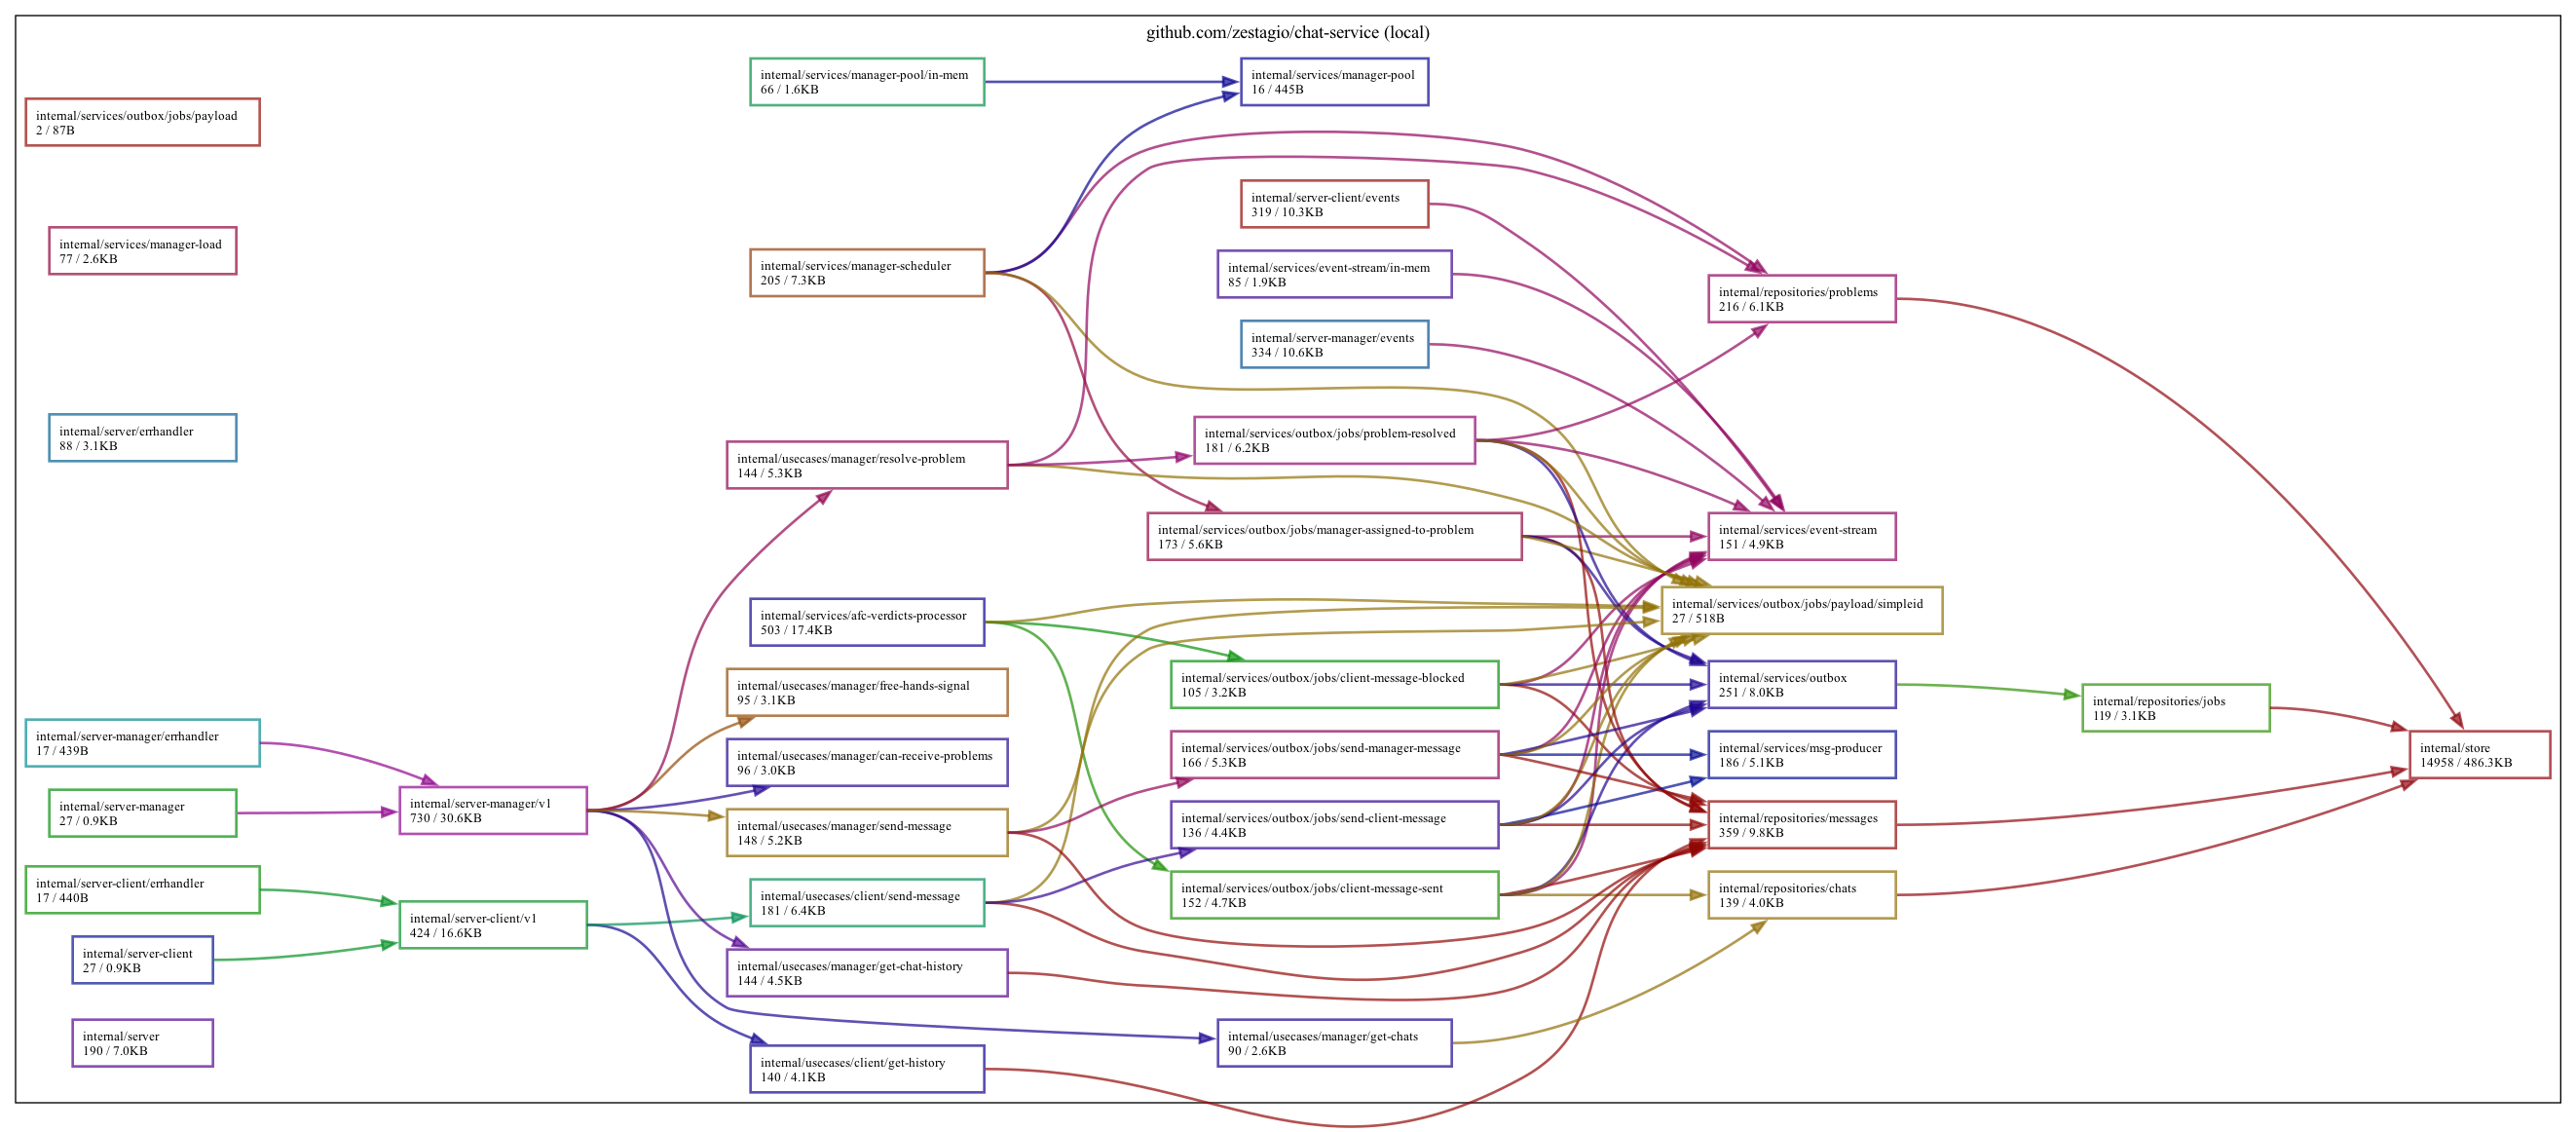 github.com/zestagio/chat-service (local)
internal/services/outbox/jobs/payload
2 / 87B
internal/services/manager-load
77 / 2.6KB
internal/server/errhandler
88 / 3.1KB
internal/server-manager/errhandler
17 / 439B
internal/server-manager
27 / 0.9KB
internal/server-client/errhandler
17 / 440B
internal/server-client
27 / 0.9KB
internal/server
190 / 7.0KB
internal/server-manager/v1
730 / 30.6KB
internal/server-client/v1
424 / 16.6KB
internal/services/manager-pool/in-mem
66 / 1.6KB
internal/services/manager-scheduler
205 / 7.3KB
internal/usecases/manager/resolve-problem
144 / 5.3KB
internal/services/afc-verdicts-processor
503 / 17.4KB
internal/usecases/manager/free-hands-signal
95 / 3.1KB
internal/usecases/manager/can-receive-problems
96 / 3.0KB
internal/usecases/manager/send-message
148 / 5.2KB
internal/usecases/client/send-message
181 / 6.4KB
internal/usecases/manager/get-chat-history
144 / 4.5KB
internal/usecases/client/get-history
140 / 4.1KB
internal/services/manager-pool
16 / 445B
internal/server-client/events
319 / 10.3KB
internal/services/event-stream/in-mem
85 / 1.9KB
internal/server-manager/events
334 / 10.6KB
internal/services/outbox/jobs/problem-resolved
181 / 6.2KB
internal/services/outbox/jobs/manager-assigned-to-problem
173 / 5.6KB
internal/services/outbox/jobs/client-message-blocked
105 / 3.2KB
internal/services/outbox/jobs/send-manager-message
166 / 5.3KB
internal/services/outbox/jobs/send-client-message
136 / 4.4KB
internal/services/outbox/jobs/client-message-sent
152 / 4.7KB
internal/usecases/manager/get-chats
90 / 2.6KB
internal/repositories/problems
216 / 6.1KB
internal/services/event-stream
151 / 4.9KB
internal/services/outbox/jobs/payload/simpleid
27 / 518B
internal/services/outbox
251 / 8.0KB
internal/services/msg-producer
186 / 5.1KB
internal/repositories/messages
359 / 9.8KB
internal/repositories/chats
139 / 4.0KB
internal/repositories/jobs
119 / 3.1KB
internal/store
14958 / 486.3KB